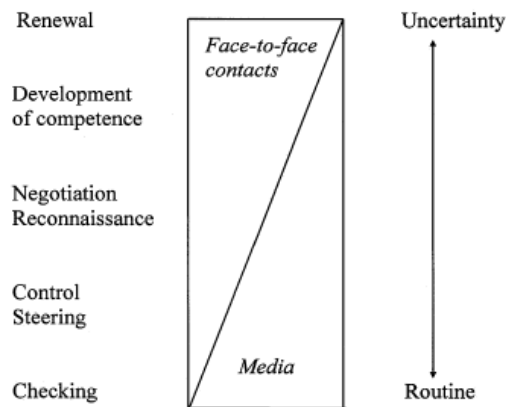 Renewal
Face-to-face
contacts
Uncertainty
Development
of competence
Negotiation
Reconnaissance
Control
Steering
Media
Checking
Routine